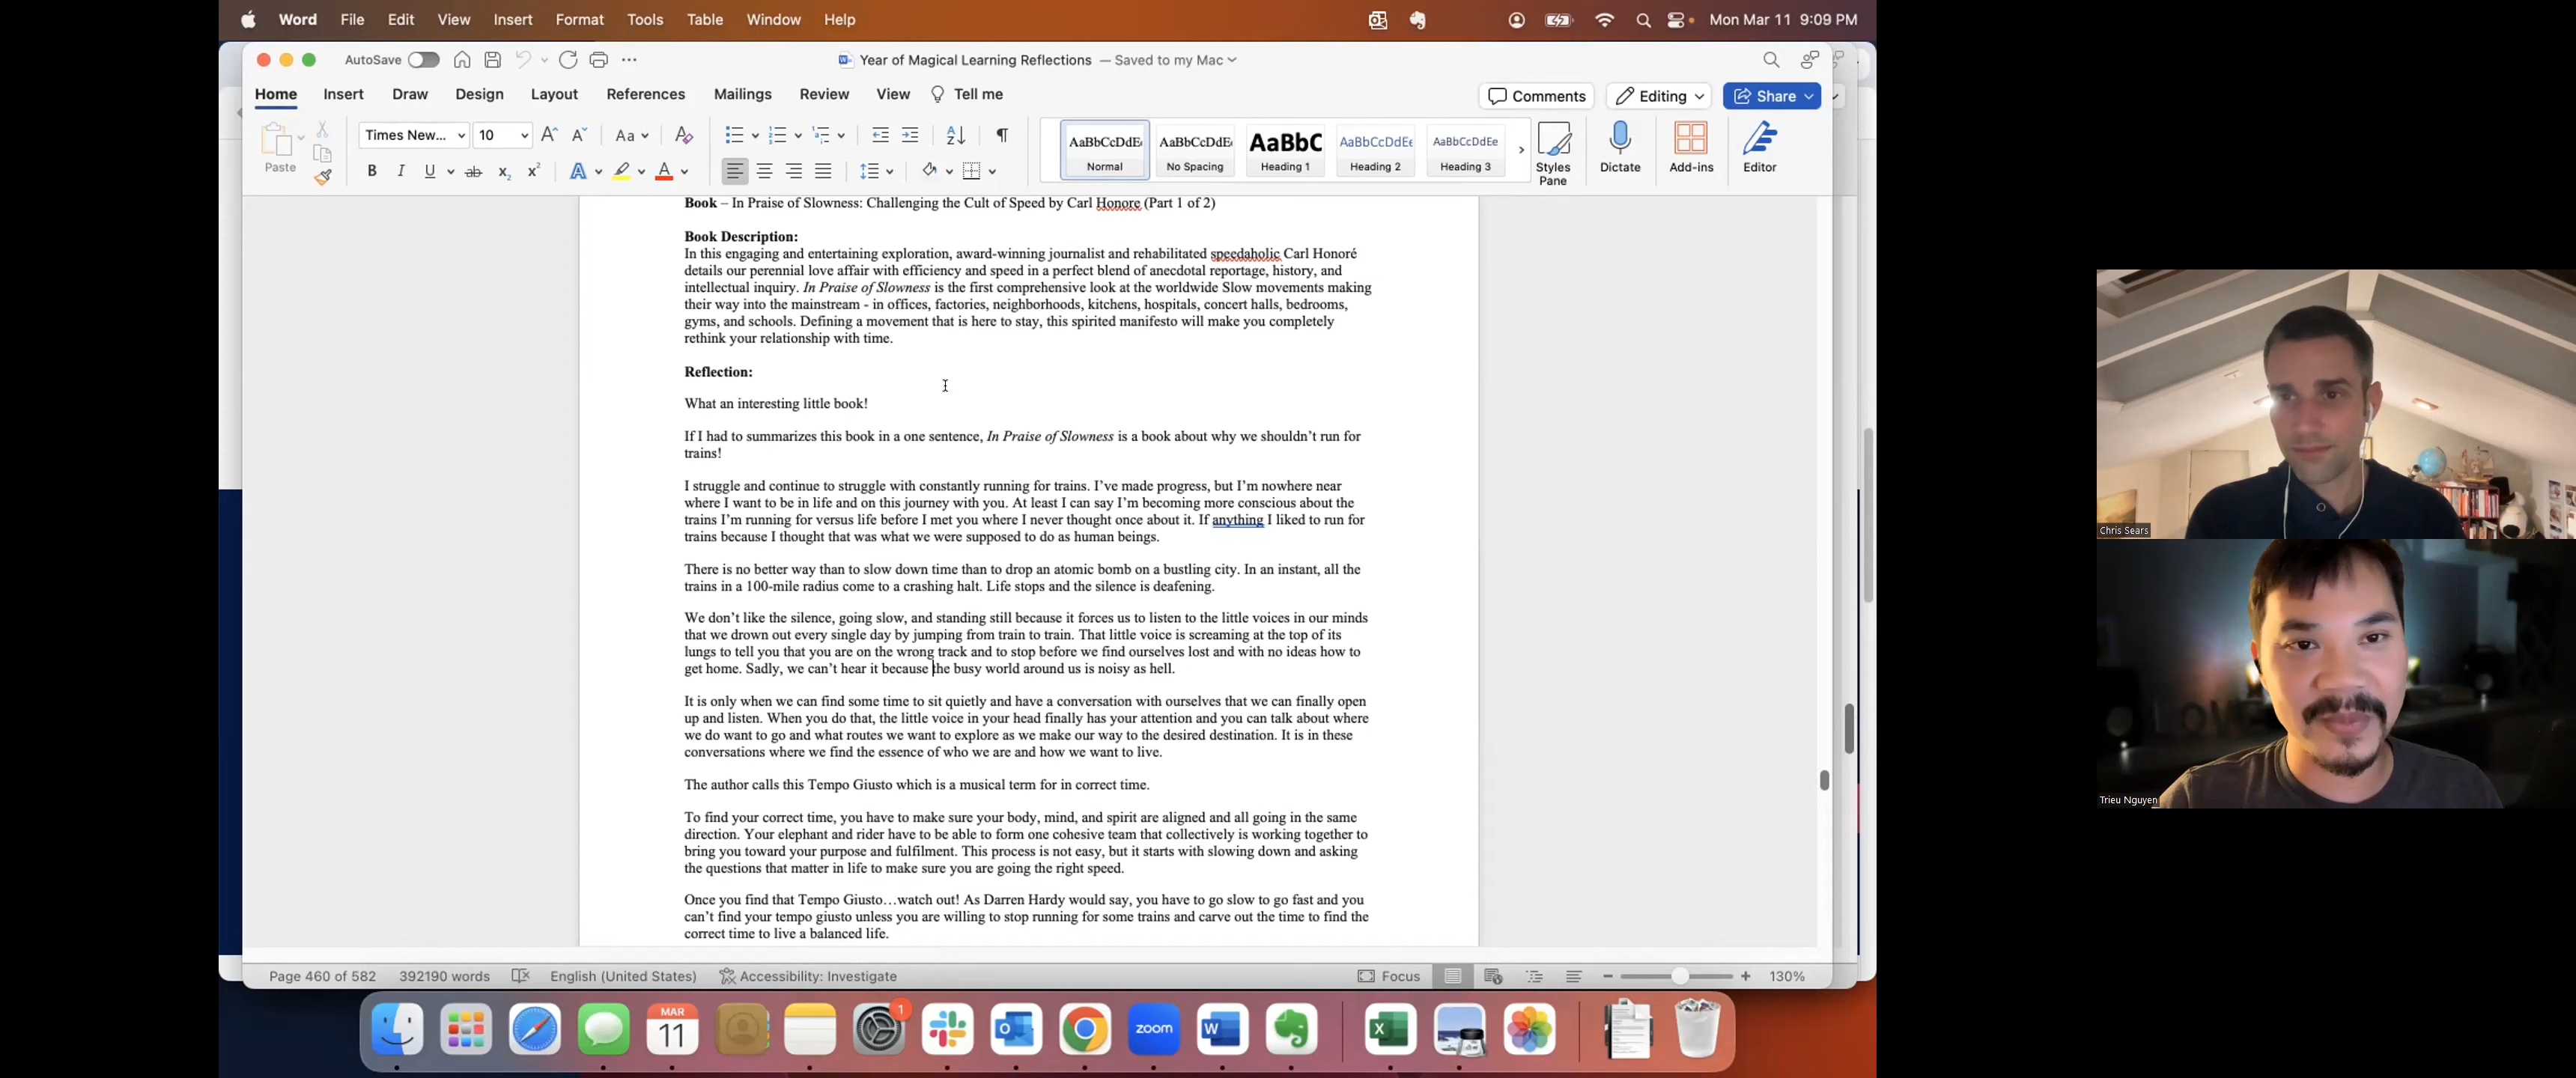 Word File Edit View Insert Format Tools Table Window Help Mon Mar 11 9:09 PM
AutoSave Year of Magical Learning Reflections — Saved to my Mac
Home Insert Draw Design Layout References Mailings Review View Tell me Comments Editing Share
Paste Times New... 10 Aa AaBbCcDdE AaBbCcDdE AaBbC AaBbCcDdE AaBbCcDdEe
Normal No Spacing Heading 1 Heading 2 Heading 3 Styles Pane Dictate Add-ins Editor
Book – In Praise of Slowness: Challenging the Cult of Speed by Carl Honore (Part 1 of 2)
Book Description:
In this engaging and entertaining exploration, award-winning journalist and rehabilitated speedaholic Carl Honoré
details our perennial love affair with efficiency and speed in a perfect blend of anecdotal reportage, history, and
intellectual inquiry. In Praise of Slowness is the first comprehensive look at the worldwide Slow movements making
their way into the mainstream - in offices, factories, neighborhoods, kitchens, hospitals, concert halls, bedrooms,
gyms, and schools. Defining a movement that is here to stay, this spirited manifesto will make you completely
rethink your relationship with time.
Reflection:
What an interesting little book!
If I had to summarizes this book in a one sentence, In Praise of Slowness is a book about why we shouldn't run for
trains!
I struggle and continue to struggle with constantly running for trains. I've made progress, but I'm nowhere near
where I want to be in life and on this journey with you. At least I can say I'm becoming more conscious about the
trains I'm running for versus life before I met you where I never thought once about it. If anything I liked to run for
trains because I thought that was what we were supposed to do as human beings.
There is no better way than to slow down time than to drop an atomic bomb on a bustling city. In an instant, all the
trains in a 100-mile radius come to a crashing halt. Life stops and the silence is deafening.
We don't like the silence, going slow, and standing still because it forces us to listen to the little voices in our minds
that we drown out every single day by jumping from train to train. That little voice is screaming at the top of its
lungs to tell you that you are on the wrong track and to stop before we find ourselves lost and with no ideas how to
get home. Sadly, we can't hear it because the busy world around us is noisy as hell.
It is only when we can find some time to sit quietly and have a conversation with ourselves that we can finally open
up and listen. When you do that, the little voice in your head finally has your attention and you can talk about where
we do want to go and what routes we want to explore as we make our way to the desired destination. It is in these
conversations where we find the essence of who we are and how we want to live.
The author calls this Tempo Giusto which is a musical term for in correct time.
To find your correct time, you have to make sure your body, mind, and spirit are aligned and all going in the same
direction. Your elephant and rider have to be able to form one cohesive team that collectively is working together to
bring you toward your purpose and fulfilment. This process is not easy, but it starts with slowing down and asking
the questions that matter in life to make sure you are going the right speed.
Once you find that Tempo Giusto…watch out! As Darren Hardy would say, you have to go slow to go fast and you
can't find your tempo giusto unless you are willing to stop running for some trains and carve out the time to find the
correct time to live a balanced life.
Page 460 of 582 392190 words English (United States) Accessibility: Investigate Focus 130%
MAR
11
1
zoom
Chris Sears
LOVE
Trieu Nguyen